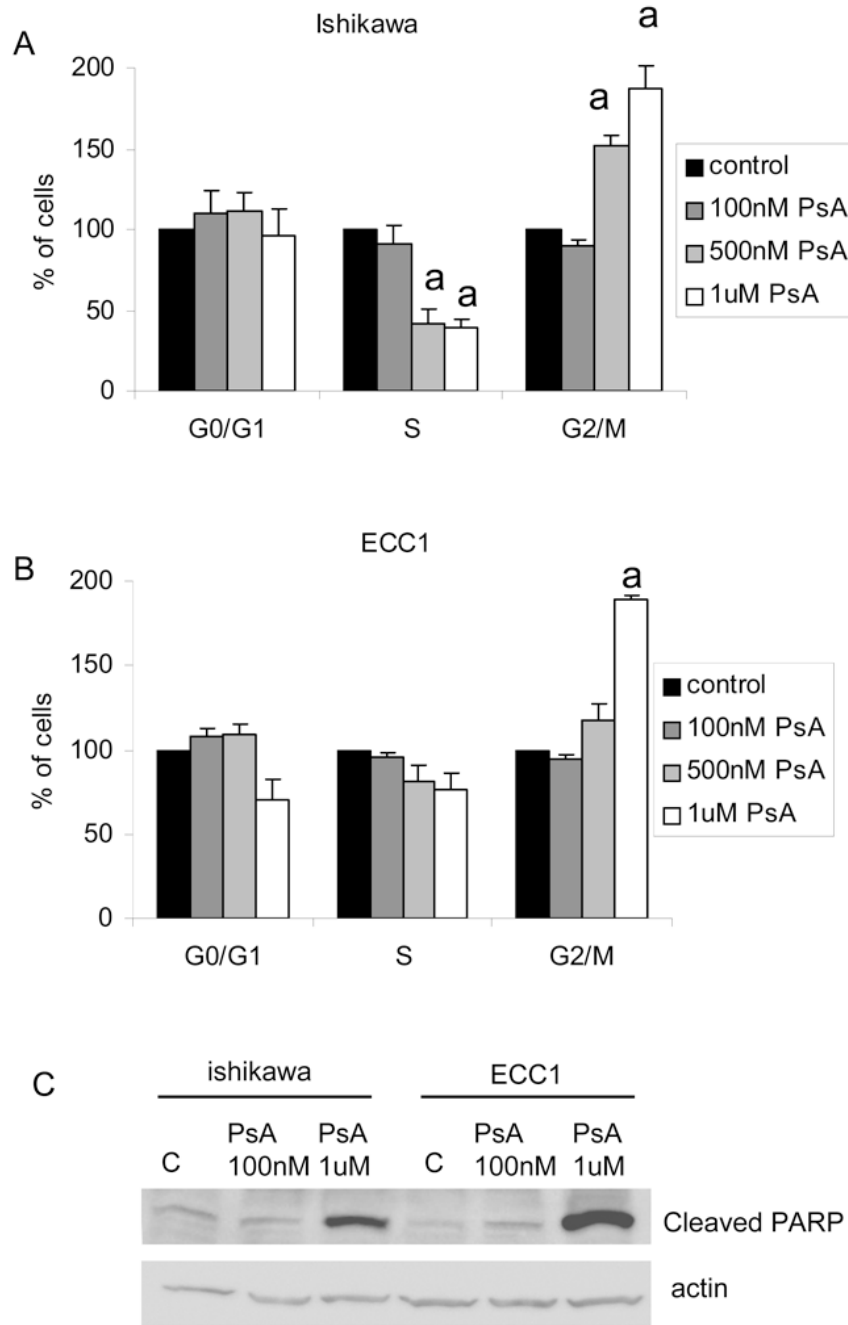 A
Ishikawa
a
a
a
a
200
150
100
50
0
% of cells
G0/G1 S G2/M
control
100nM PsA
500nM PsA
1uM PsA
B
ECC1
a
200
150
100
50
0
% of cells
G0/G1 S G2/M
control
100nM PsA
500nM PsA
1uM PsA
C
ishikawa ECC1
PsA PsA PsA PsA
C 100nM 1uM C 100nM 1uM
Cleaved PARP
actin